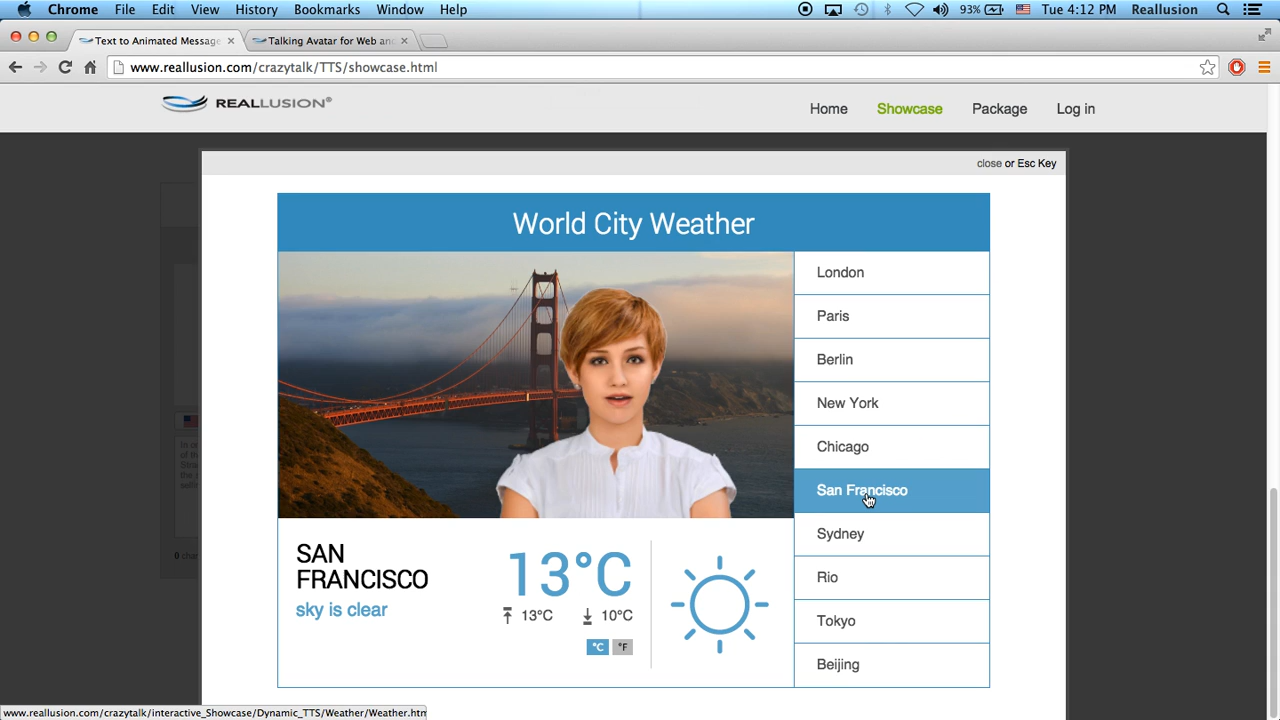 Chrome File Edit View History Bookmarks Window Help 93% Tue 4:12 PM Reallusion
Text to Animated Message Talking Avatar for Web and
www.reallusion.com/crazytalk/TTS/showcase.html
REALLUSION® Home Showcase Package Log in
close or Esc Key
World City Weather
London
Paris
Berlin
New York
Chicago
San Francisco
Sydney
Rio
Tokyo
Beijing
SAN
FRANCISCO
sky is clear
13°C
13°C 10°C
°C °F
www.reallusion.com/crazytalk/interactive_Showcase/Dynamic_TTS/Weather/Weather.htm